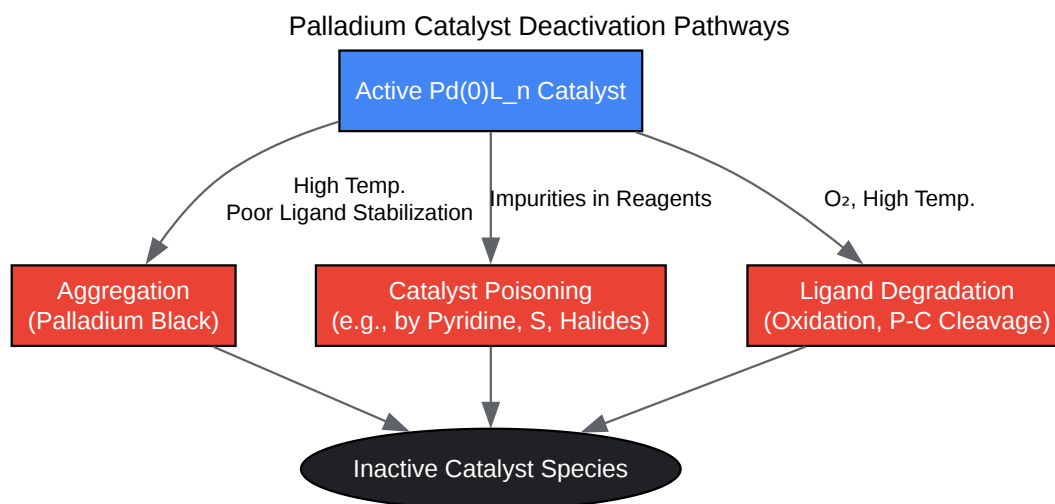 Palladium Catalyst Deactivation Pathways
Active Pd(0)L_n Catalyst
High Temp.
Poor Ligand Stabilization
Impurities in Reagents
O₂, High Temp.
Aggregation
(Palladium Black)
Catalyst Poisoning
(e.g., by Pyridine, S, Halides)
Ligand Degradation
(Oxidation, P-C Cleavage)
Inactive Catalyst Species